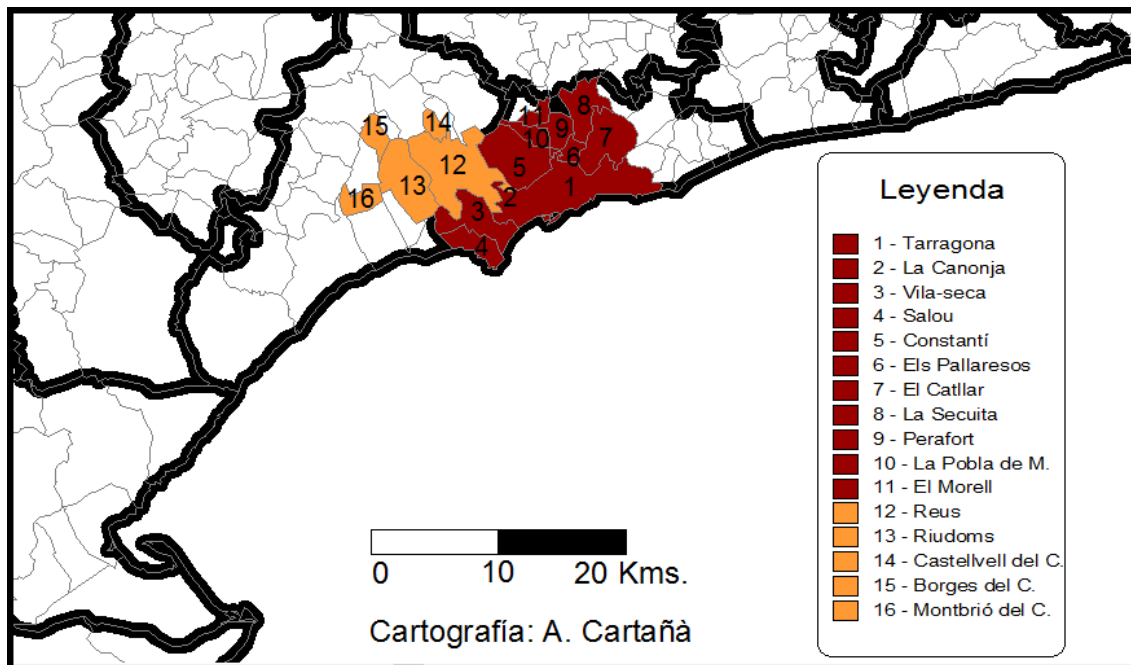 8
11
14
15
9
10
7
12
6
5
13
1
16
2
3
4
Leyenda
1 - Tarragona
2 - La Canonja
3 - Vila-seca
4 - Salou
5 - Constantí
6 - Els Pallaresos
7 - El Catllar
8 - La Secuita
9 - Perafort
10 - La Pobla de M.
11 - El Morell
12 - Reus
13 - Riudoms
14 - Castellvell del C.
15 - Borges del C.
16 - Montbrió del C.
0 10 20 Kms.
Cartografía: A. Cartañà